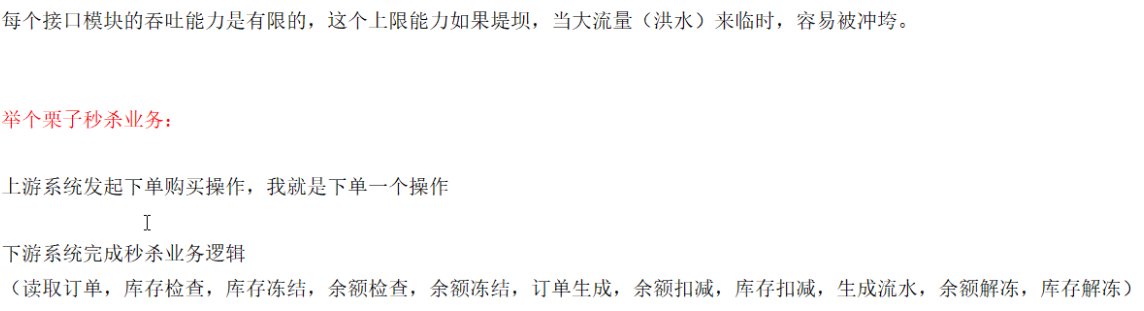 每个接口模块的吞吐能力是有限的，这个上限能力如果堤坝，当大流量（洪水）来临时，容易被冲垮。
举个栗子秒杀业务：
上游系统发起下单购买操作，我就是下单一个操作
下游系统完成秒杀业务逻辑
（读取订单，库存检查，库存冻结，余额检查，余额冻结，订单生成，余额扣减，库存扣减，生成流水，余额解冻，库存解冻）